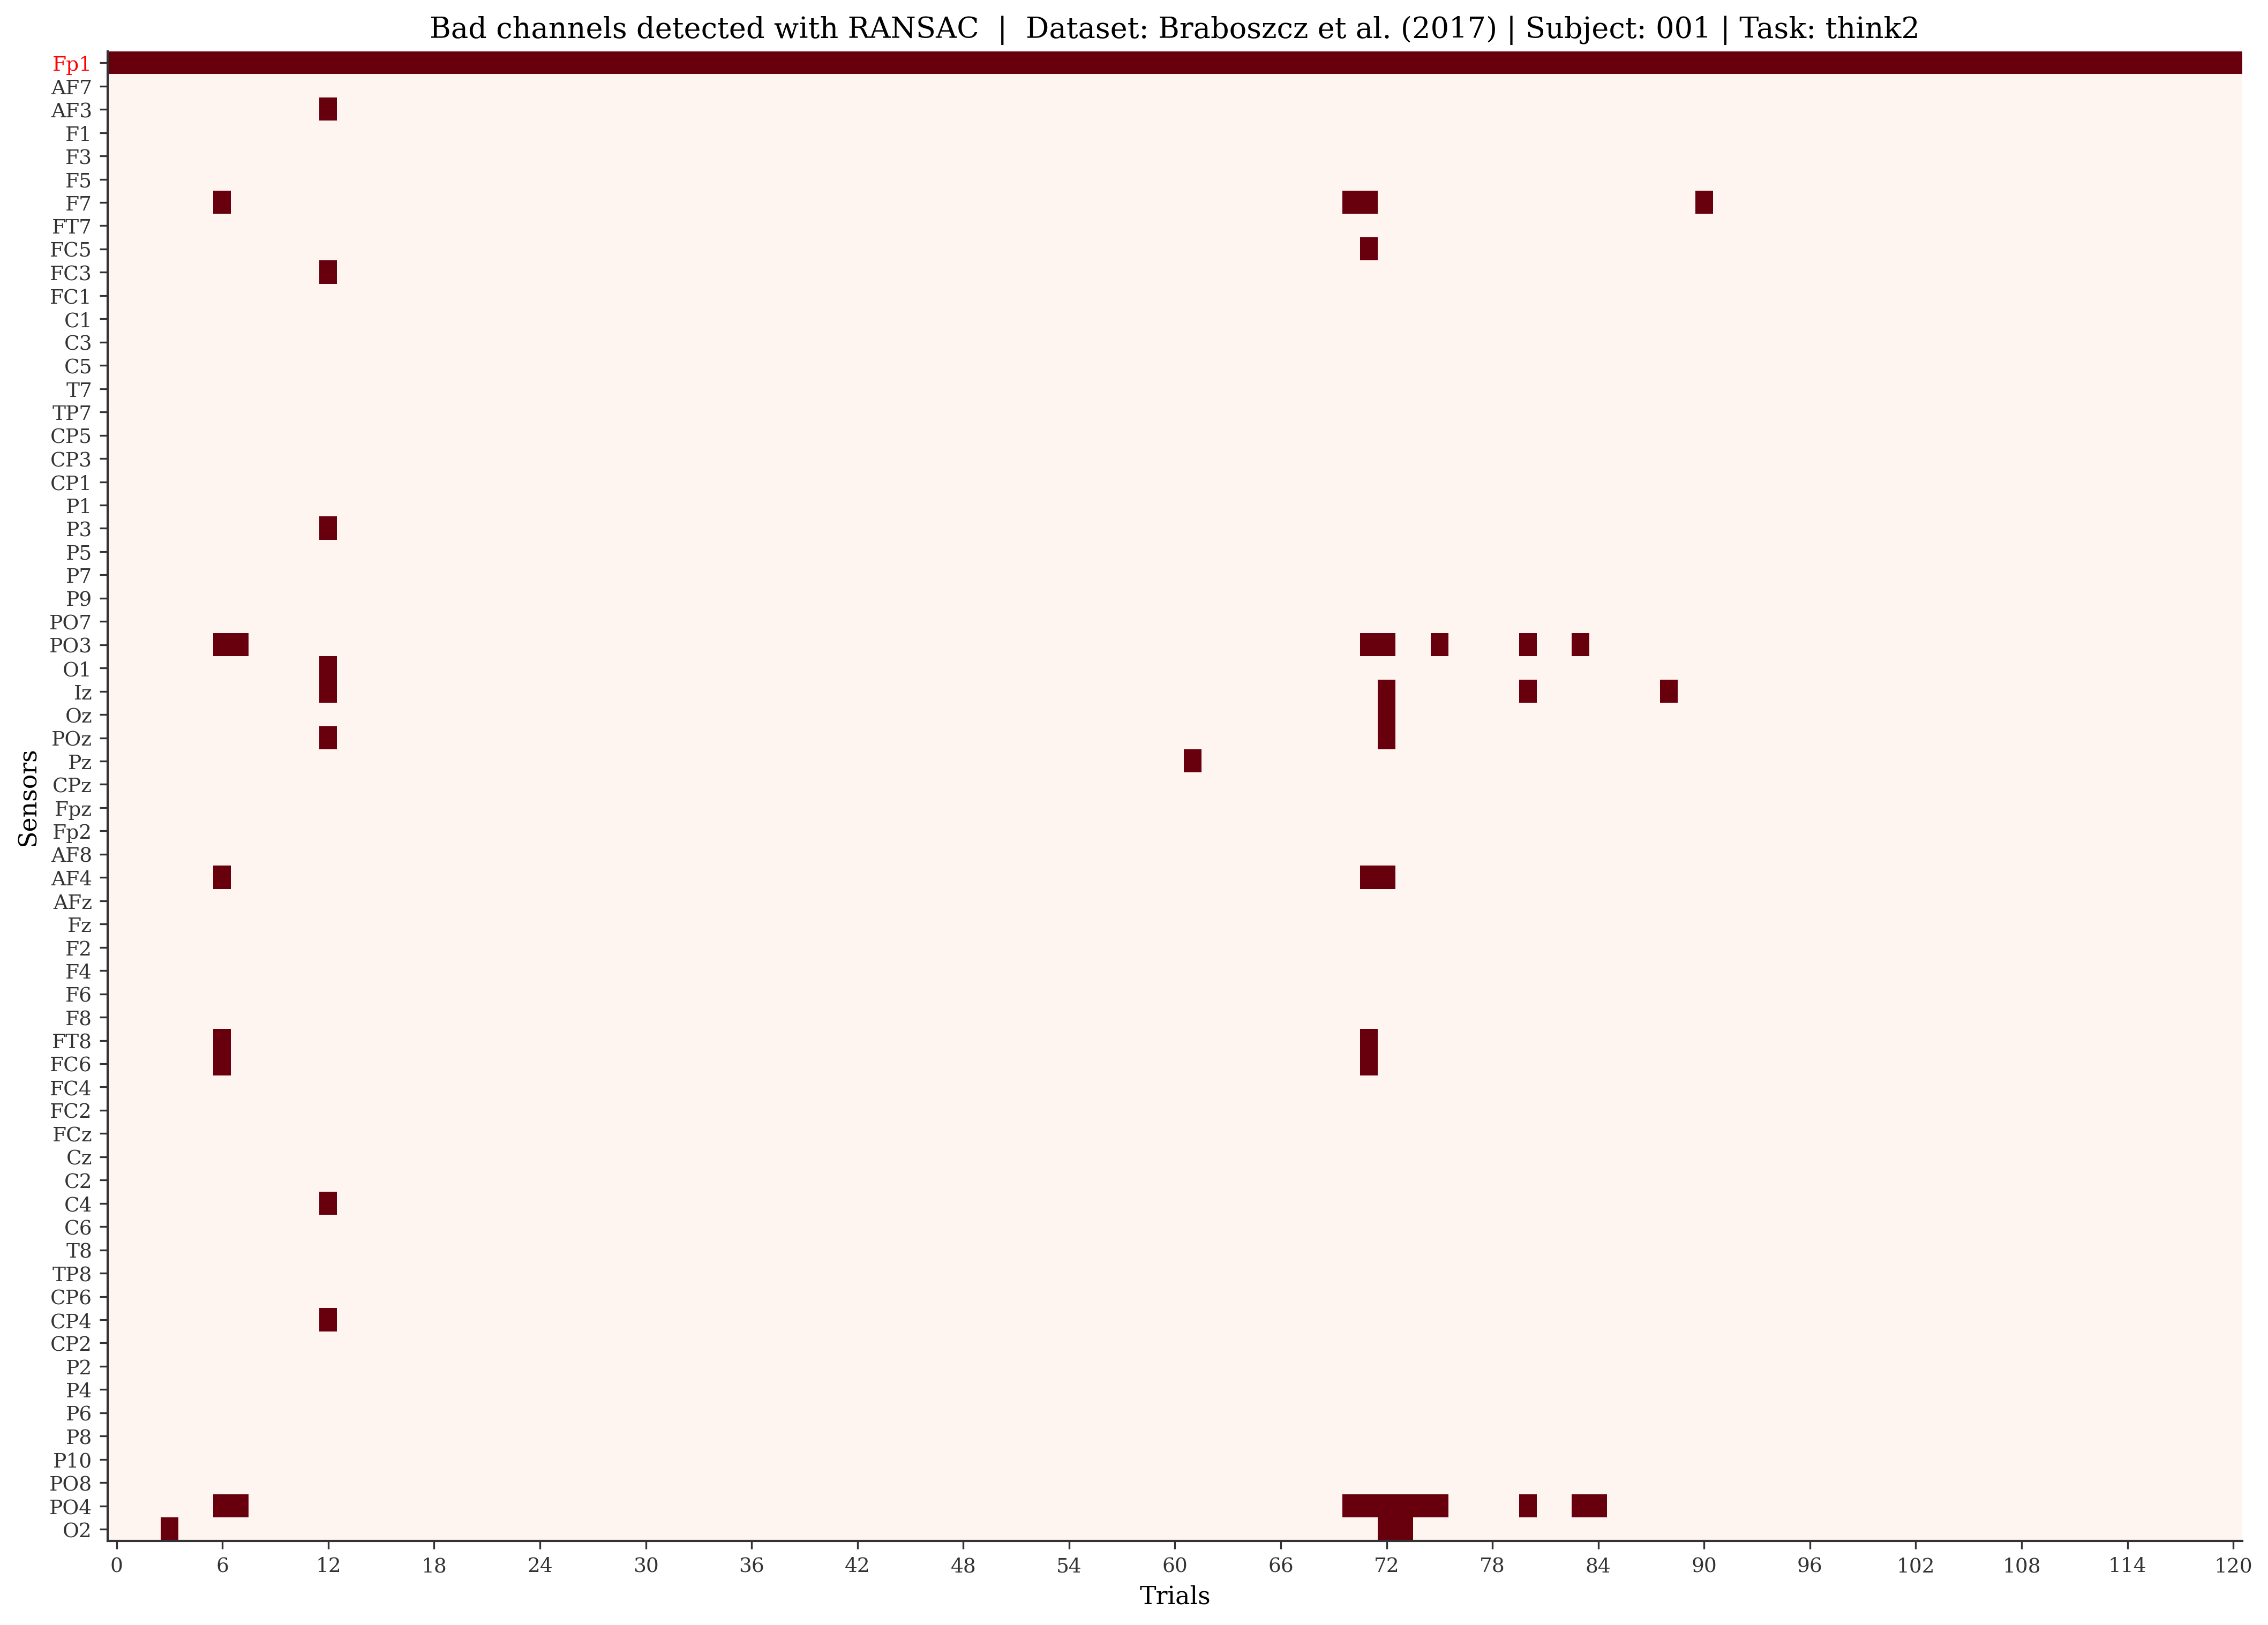 Bad channels detected with RANSAC | Dataset: Braboszcz et al. (2017) | Subject: 001 | Task: think2
Fp1
AF7
AF3
F1
F3
F5
F7
FT7
FC5
FC3
FC1
C1
C3
C5
T7
TP7
CP5
CP3
CP1
P1
P3
P5
P7
P9
PO7
PO3
O1
Iz
Oz
POz
Pz
CPz
Fpz
Fp2
AF8
AF4
AFz
Fz
F2
F4
F6
F8
FT8
FC6
FC4
FC2
FCz
Cz
C2
C4
C6
T8
TP8
CP6
CP4
CP2
P2
P4
P6
P8
P10
PO8
PO4
O2
Sensors
0 6 12 18 24 30 36 42 48 54 60 66 72 78 84 90 96 102 108 114 120
Trials